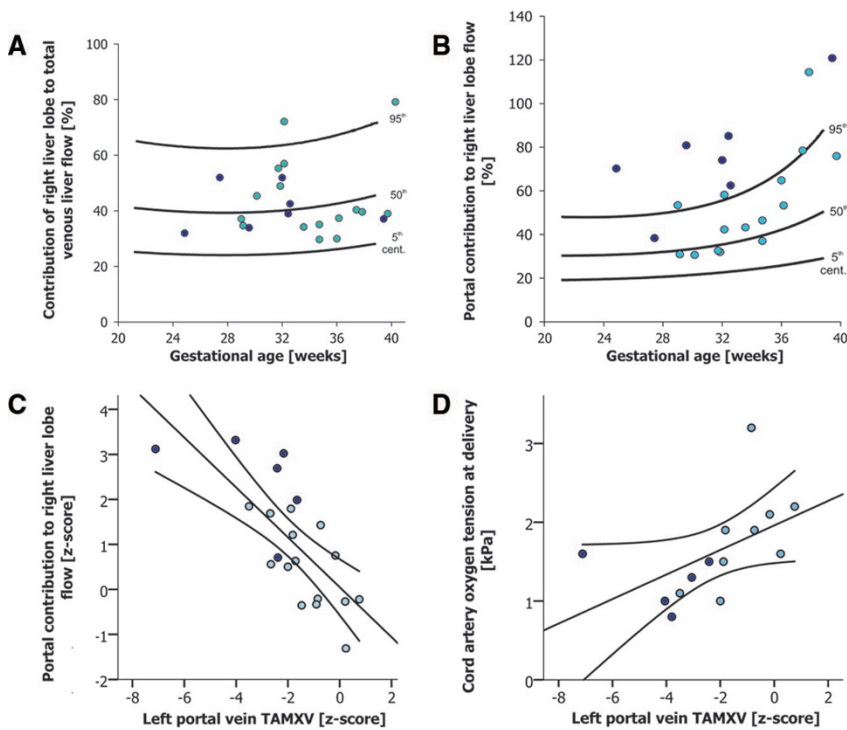 A
Contribution of right liver lobe to total
venous liver flow [%]
100
80
60
40
20
0
95th
50th
5th
cent.
20 24 28 32 36 40
Gestational age [weeks]
B
Portal contribution to right liver lobe flow
[%]
140
120
100
80
60
40
20
0
95th
50th
5th
cent.
20 24 28 32 36 40
Gestational age [weeks]
C
Portal contribution to right liver lobe
flow [z-score]
4
3
2
1
0
-1
-2
-8 -6 -4 -2 0 2
Left portal vein TAMXV [z-score]
D
Cord artery oxygen tension at delivery
[kPa]
3
2
1
0
-8 -6 -4 -2 0 2
Left portal vein TAMXV [z-score]